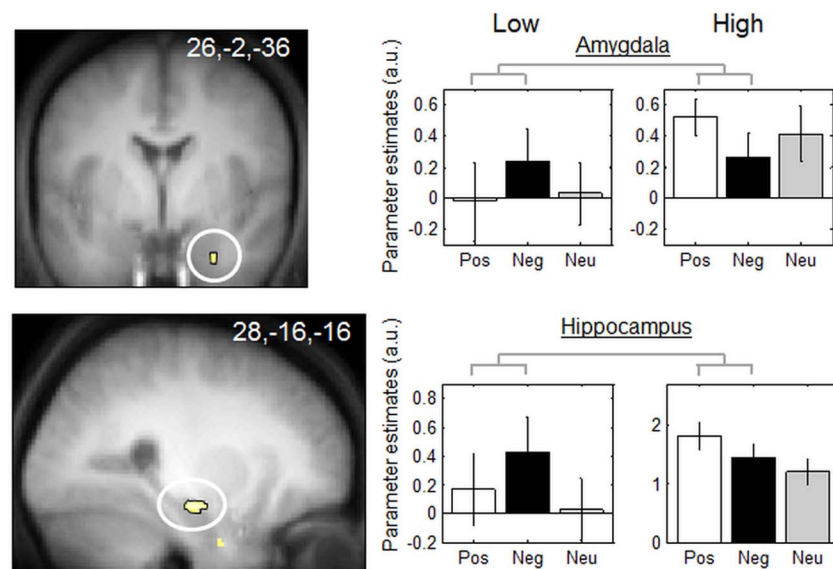 26,-2,-36
Low High
Amygdala
Parameter estimates (a.u.)
0.6
0.4
0.2
0
-0.2
Pos Neg Neu
0.6
0.4
0.2
0
-0.2
Pos Neg Neu
28,-16,-16
Hippocampus
Parameter estimates (a.u.)
0.8
0.6
0.4
0.2
0
-0.2
Pos Neg Neu
2
1
0
Pos Neg Neu